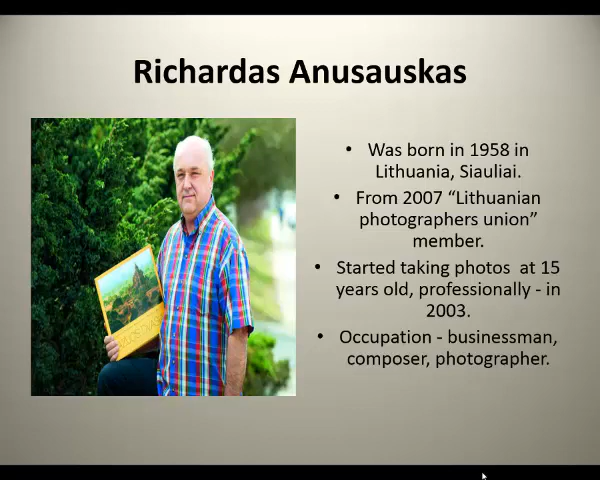 Richardas Anusauskas
• Was born in 1958 in
Lithuania, Siauliai.
• From 2007 “Lithuanian
photographers union”
member.
• Started taking photos at 15
years old, professionally - in
2003.
• Occupation - businessman,
composer, photographer.